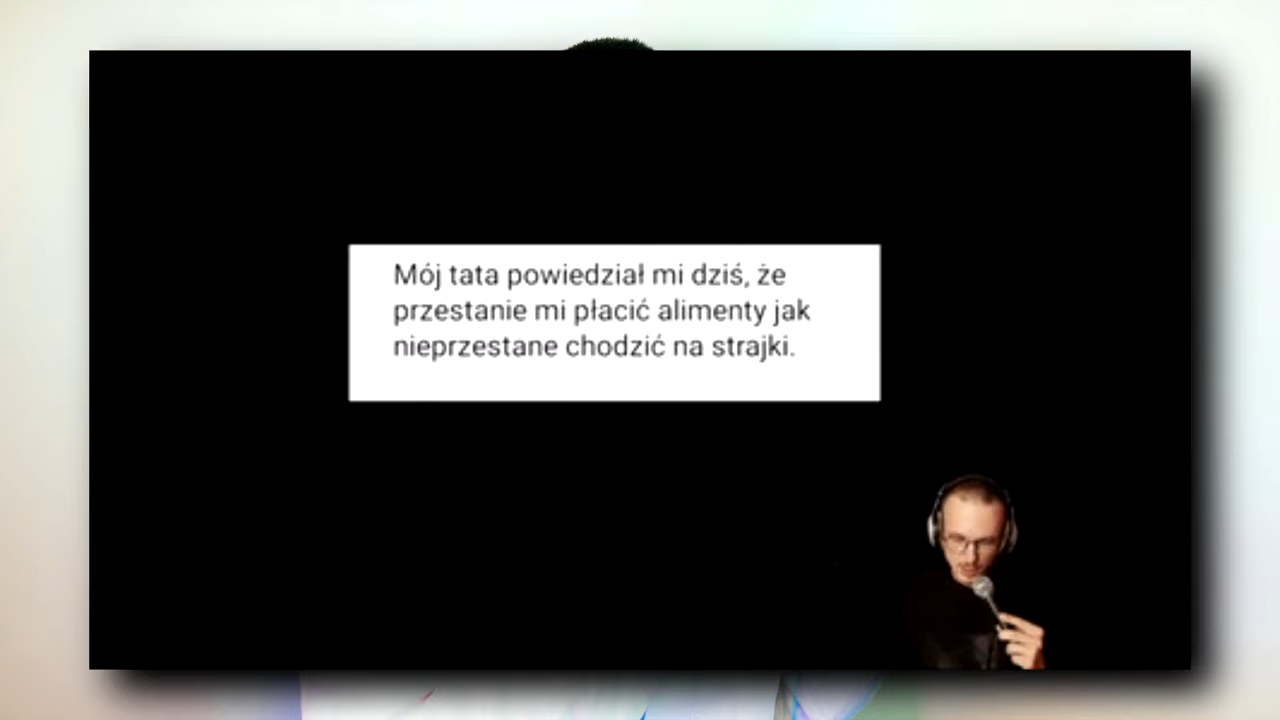 Mój tata powiedział mi dziś, że
przestanie mi płacić alimenty jak
nieprzestane chodzić na strajki.